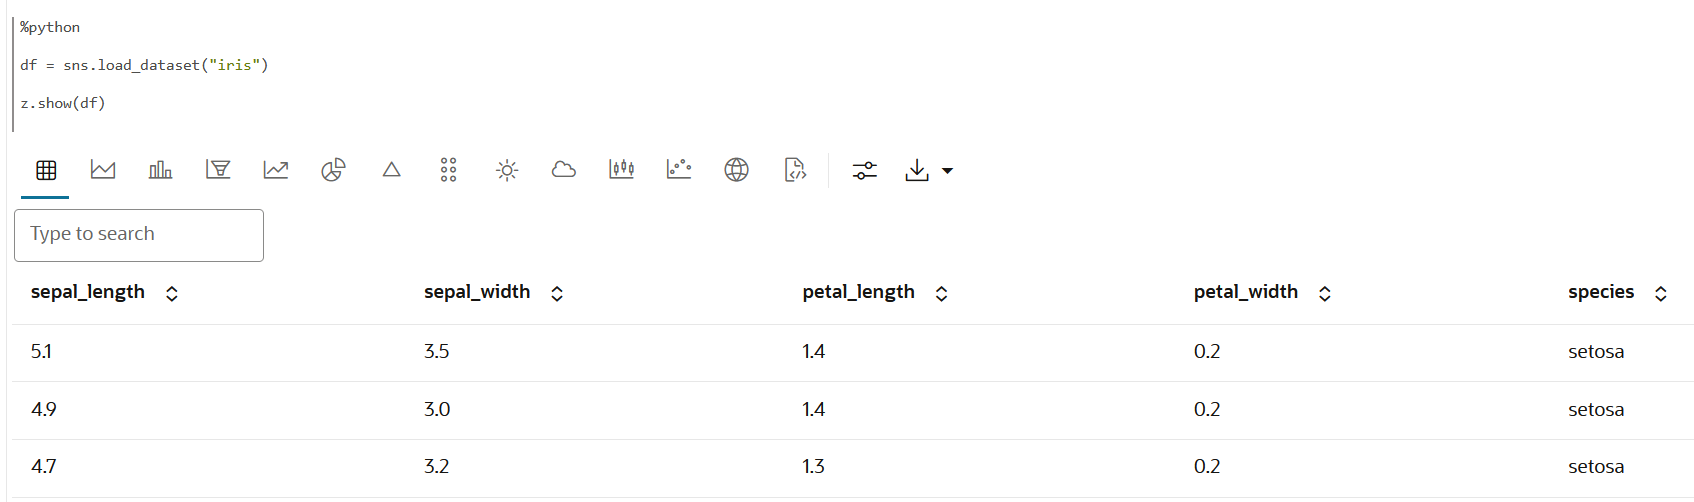 %python
df = sns.load_dataset("iris")
z.show(df)
Type to search
sepal_length sepal_width petal_length petal_width species
5.1 3.5 1.4 0.2 setosa
4.9 3.0 1.4 0.2 setosa
4.7 3.2 1.3 0.2 setosa